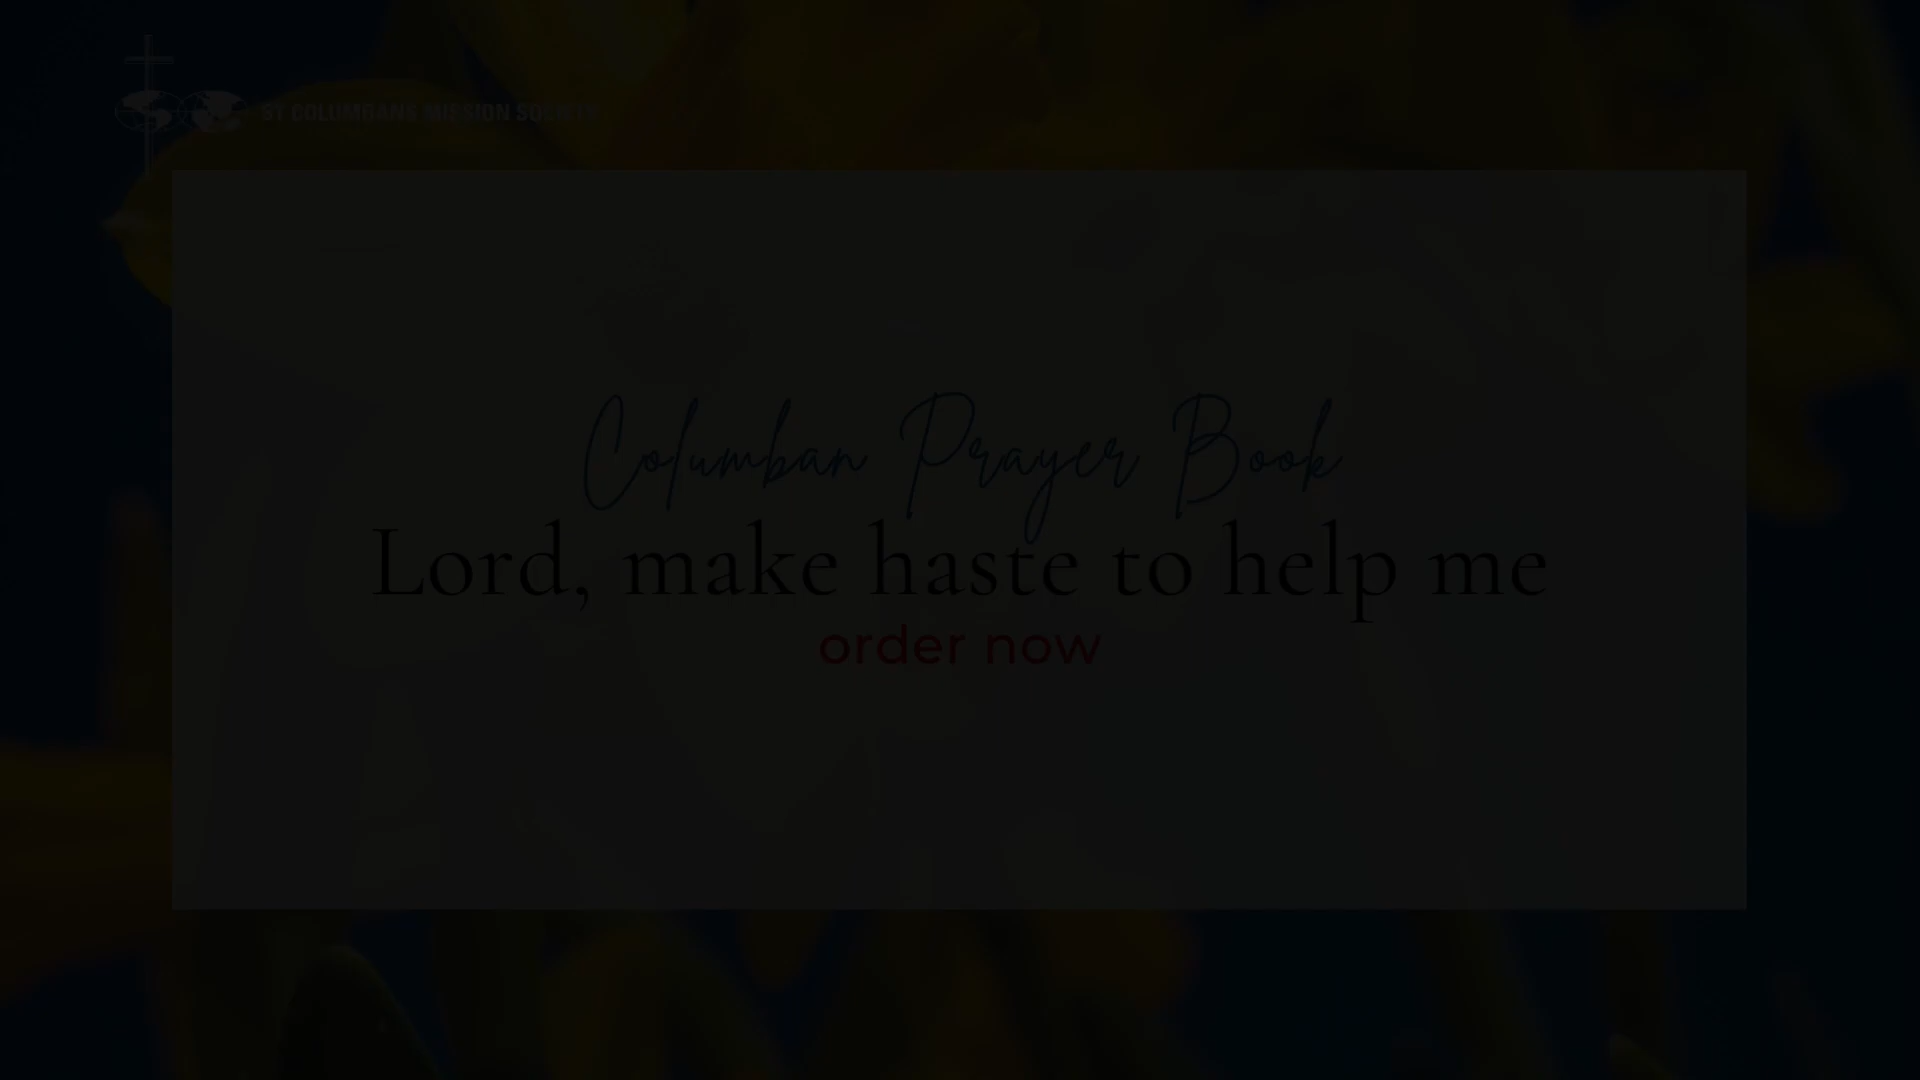 ST COLUMBANS MISSION SOCIETY
Columban Prayer Book
Lord, make haste to help me
order now